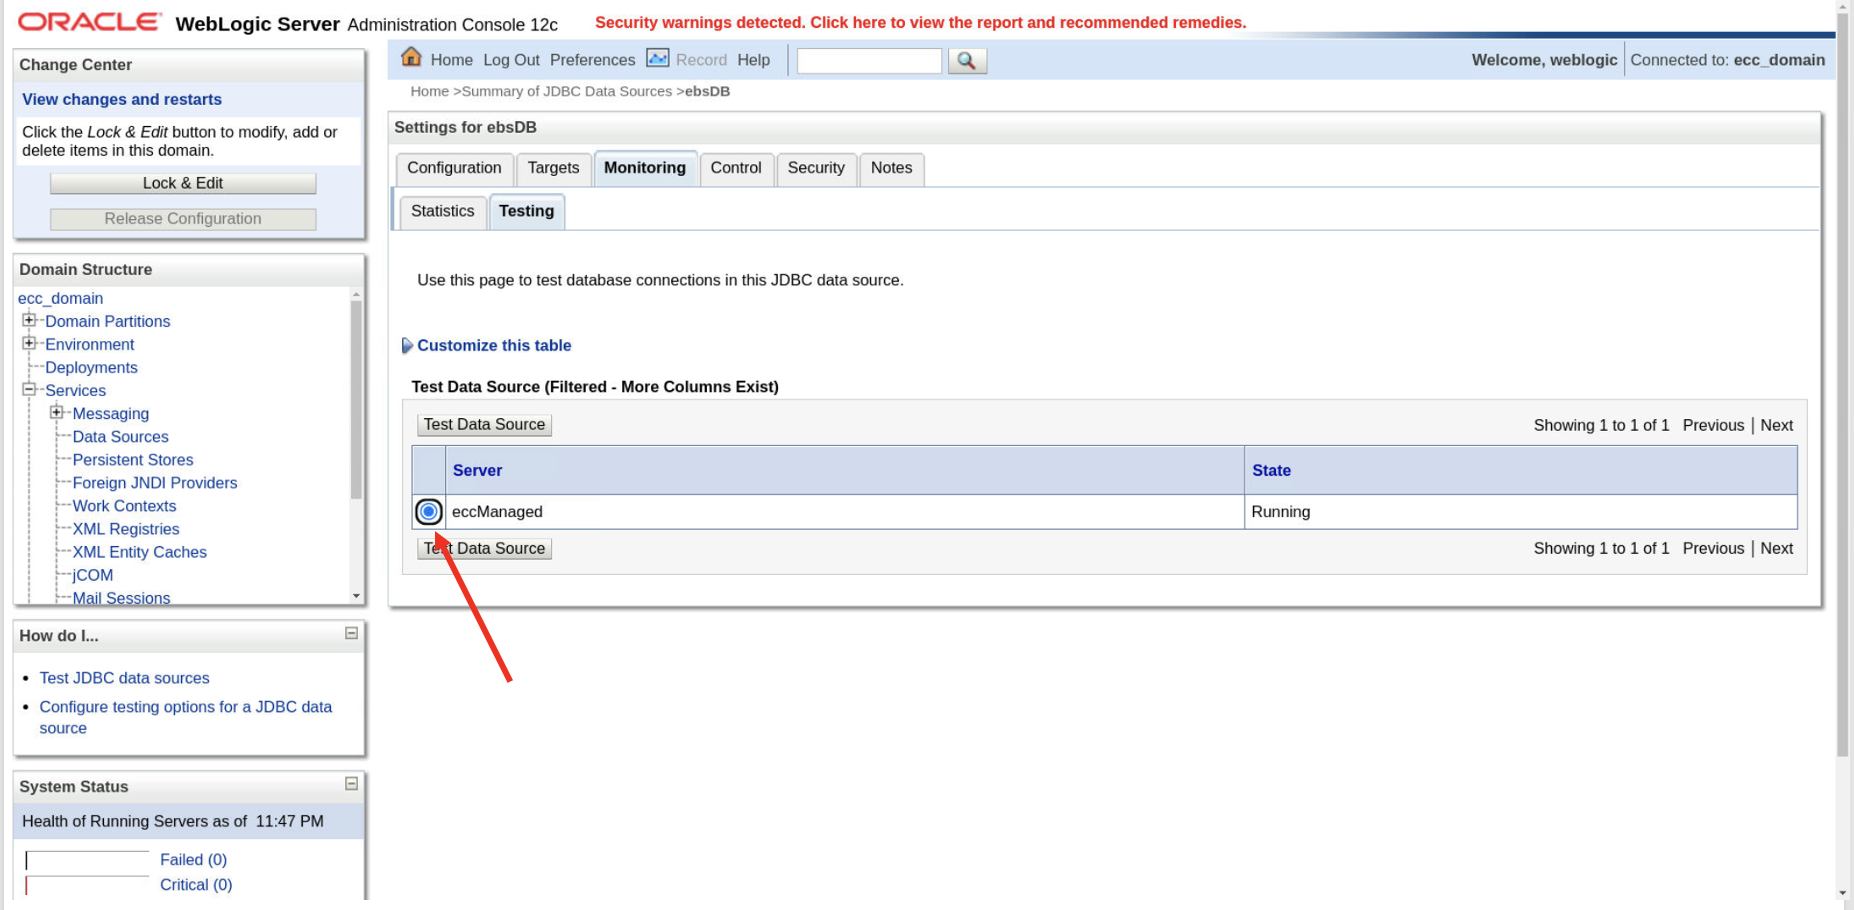 ORACLE WebLogic Server Administration Console 12c
Security warnings detected. Click here to view the report and recommended remedies.
Change Center
View changes and restarts
Click the Lock & Edit button to modify, add or
delete items in this domain.
Lock & Edit
Release Configuration
Domain Structure
ecc_domain
Domain Partitions
Environment
Deployments
Services
Messaging
Data Sources
Persistent Stores
Foreign JNDI Providers
Work Contexts
XML Registries
XML Entity Caches
jCOM
Mail Sessions
How do I...
Test JDBC data sources
Configure testing options for a JDBC data
source
System Status
Health of Running Servers as of 11:47 PM
Failed (0)
Critical (0)
Home Log Out Preferences Record Help
Welcome, weblogic Connected to: ecc_domain
Home >Summary of JDBC Data Sources >ebsDB
Settings for ebsDB
Configuration Targets Monitoring Control Security Notes
Statistics Testing
Use this page to test database connections in this JDBC data source.
Customize this table
Test Data Source (Filtered - More Columns Exist)
Test Data Source Showing 1 to 1 of 1 Previous | Next
Server State
eccManaged Running
Test Data Source Showing 1 to 1 of 1 Previous | Next